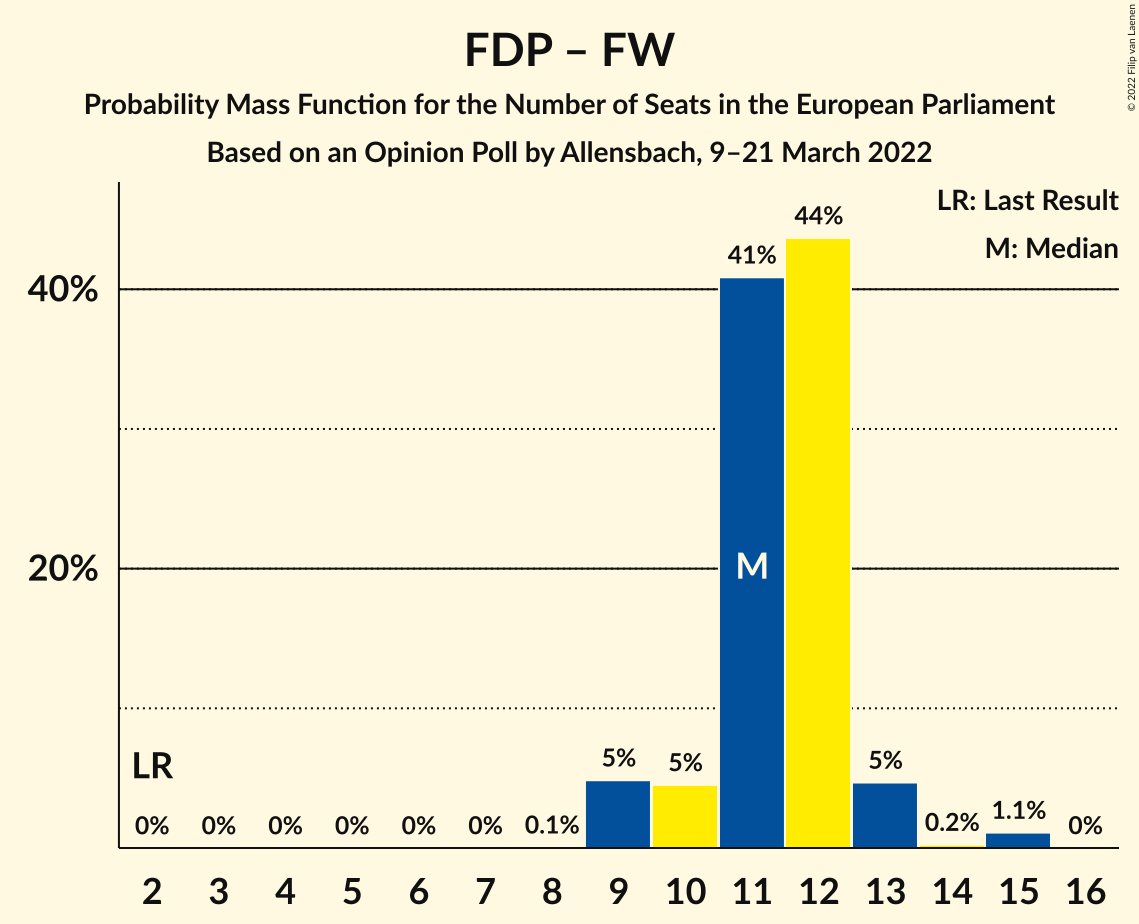 FDP – FW
Probability Mass Function for the Number of Seats in the European Parliament
Based on an Opinion Poll by Allensbach, 9–21 March 2022
© 2022 Filip van Laenen
LR: Last Result
M: Median
40%
20%
LR
0%
0%
0%
0%
0%
0%
0.1%
5%
5%
41%
M
44%
5%
0.2%
1.1%
0%
2 3 4 5 6 7 8 9 10 11 12 13 14 15 16